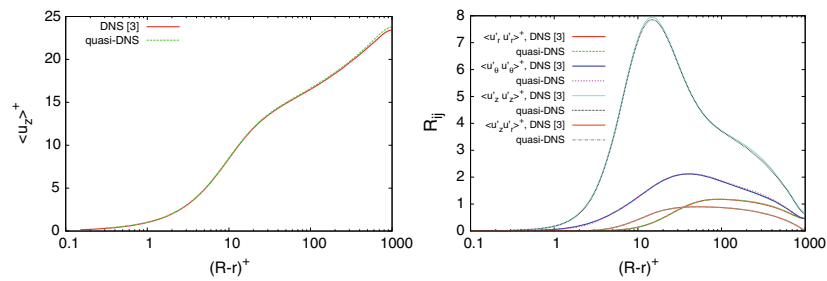 DNS [3]
quasi-DNS
25
20
15
10
5
0
<u_z>^+
0.1 1 10 100 1000
(R-r)^+
<u'_r u'_r>^+, DNS [3]
quasi-DNS
<u'_θ u'_θ>^+, DNS [3]
quasi-DNS
<u'_z u'_z>^+, DNS [3]
quasi-DNS
<u'_z u'_r>^+, DNS [3]
quasi-DNS
8
7
6
5
4
3
2
1
0
R_ij
0.1 1 10 100 1000
(R-r)^+